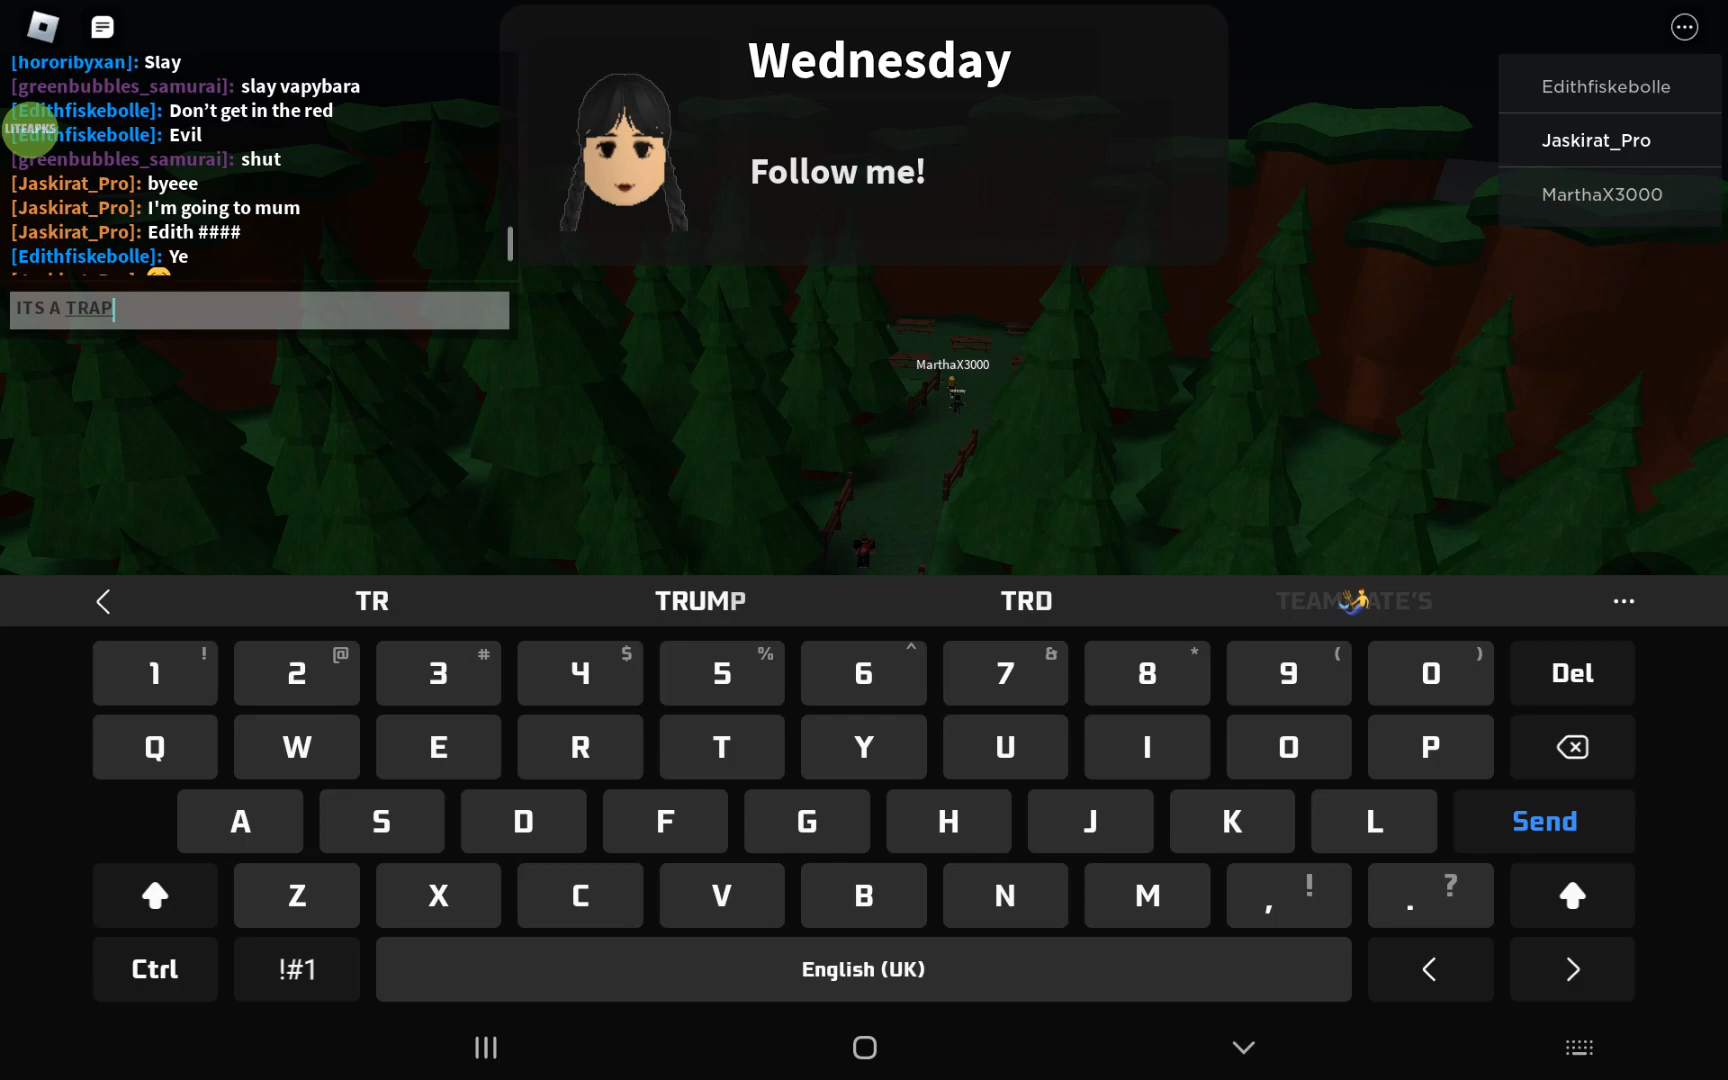 [hororibyxan]: Slay
[greenbubbles_samurai]: slay vapybara
[Edithfiskebolle]: Don't get in the red
LITEAPKS
[Edithfiskebolle]: Evil
[greenbubbles_samurai]: shut
[Jaskirat_Pro]: byeee
[Jaskirat_Pro]: I'm going to mum
[Jaskirat_Pro]: Edith ####
[Edithfiskebolle]: Ye
ITS A TRAP
Wednesday
Follow me!
Edithfiskebolle
Jaskirat_Pro
MarthaX3000
MarthaX3000
TR TRUMP TRD
1 ! 2 @ 3 # 4 $ 5 % 6 ^ 7 & 8 * 9 ( 0 ) Del
Q W E R T Y U I O P
A S D F G H J K L Send
Z X C V B N M , ! . ?
Ctrl !#1 English (UK) < >